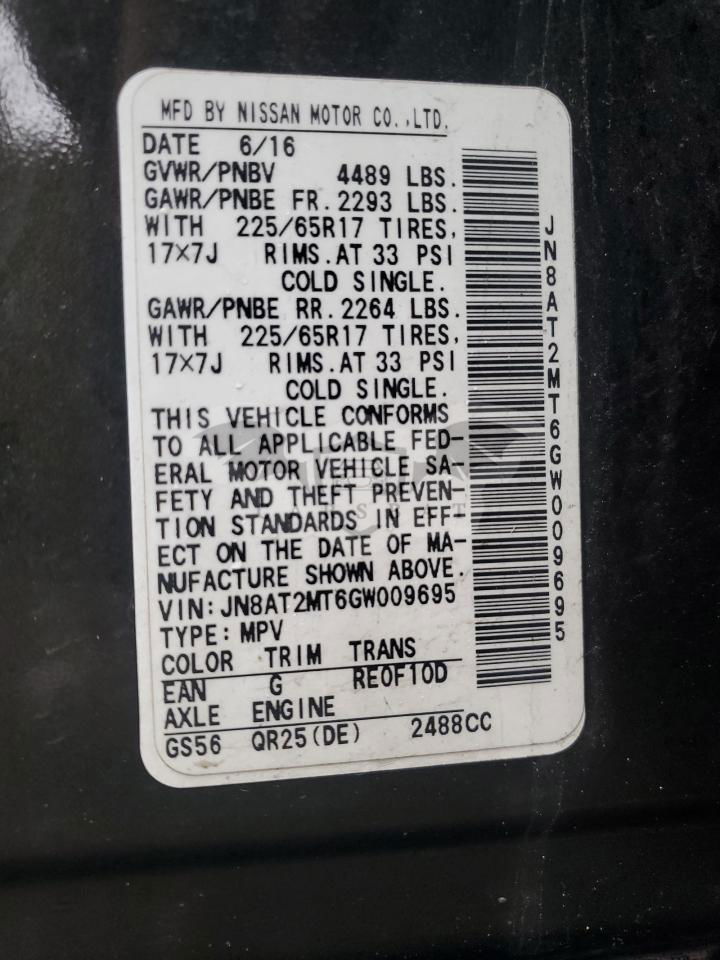 MFD BY NISSAN MOTOR CO.,LTD.
DATE 6/16
GVWR/PNBV 4489 LBS.
GAWR/PNBE FR. 2293 LBS.
WITH 225/65R17 TIRES,
17×7J RIMS. AT 33 PSI
COLD SINGLE.
GAWR/PNBE RR. 2264 LBS.
WITH 225/65R17 TIRES,
17×7J RIMS. AT 33 PSI
COLD SINGLE.
THIS VEHICLE CONFORMS
TO ALL APPLICABLE FED-
ERAL MOTOR VEHICLE SA-
FETY AND THEFT PREVEN-
TION STANDARDS IN EFF-
ECT ON THE DATE OF MA-
NUFACTURE SHOWN ABOVE.
VIN: JN8AT2MT6GW009695
TYPE: MPV
COLOR TRIM TRANS
EAN G RE0F10D
AXLE ENGINE
GS56 QR25(DE) 2488CC
JN8AT2MT6GW009695